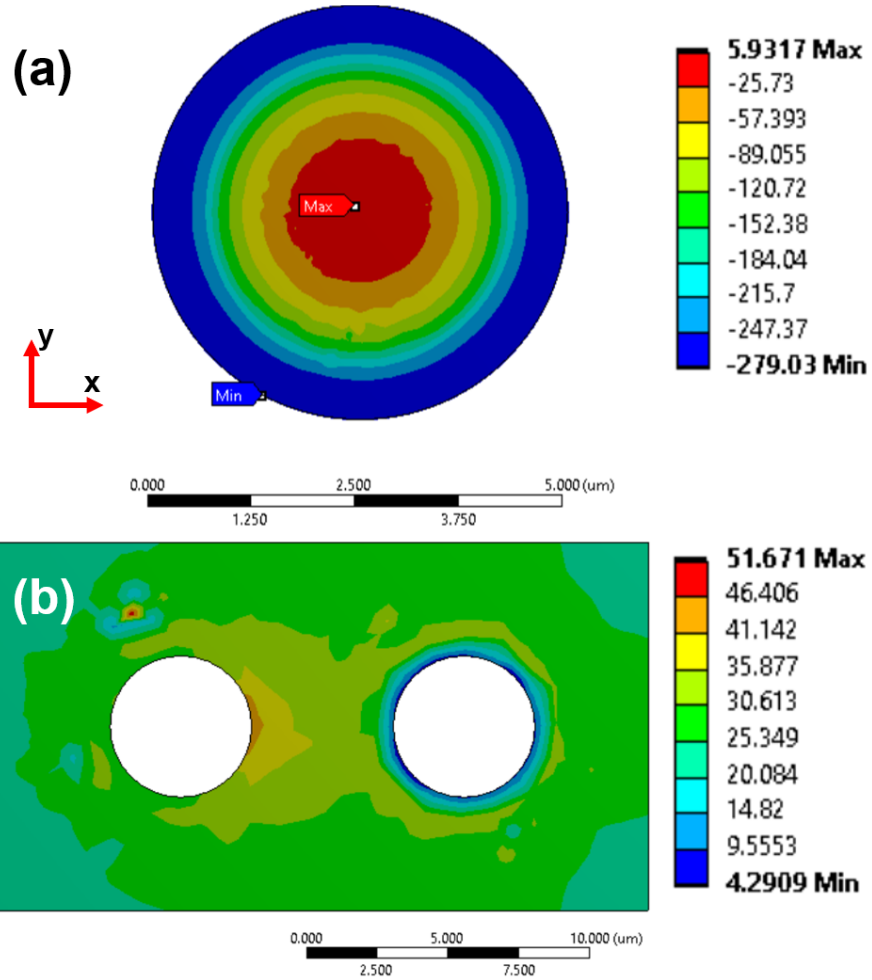 (a)
5.9317 Max
-25.73
-57.393
-89.055
-120.72
-152.38
-184.04
-215.7
-247.37
-279.03 Min
Max
Min
y
x
0.000 2.500 5.000 (um)
1.250 3.750
(b)
51.671 Max
46.406
41.142
35.877
30.613
25.349
20.084
14.82
9.5553
4.2909 Min
0.000 5.000 10.000 (um)
2.500 7.500